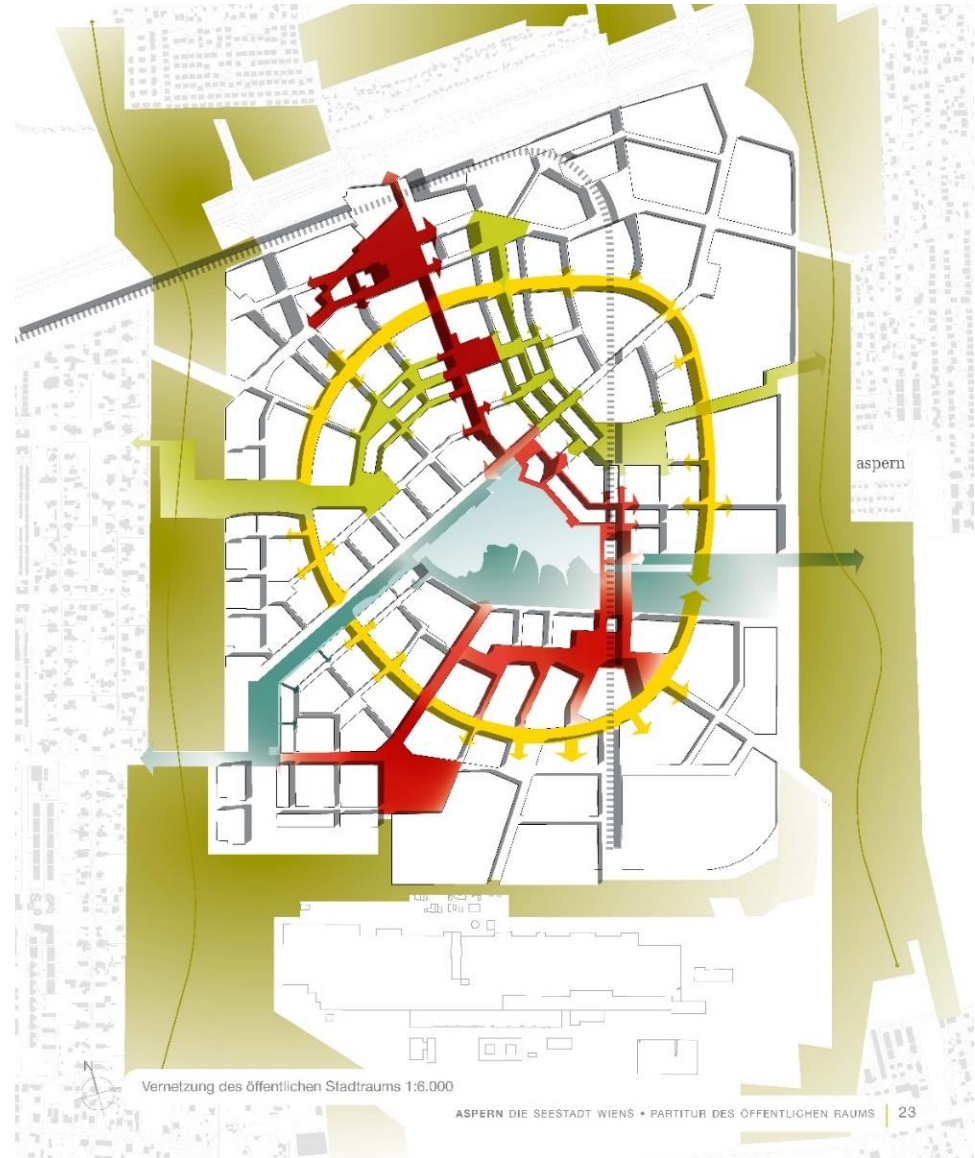 aspern
N
Vernetzung des öffentlichen Stadtraums 1:6.000
ASPERN DIE SEESTADT WIENS • PARTITUR DES ÖFFENTLICHEN RAUMS | 23